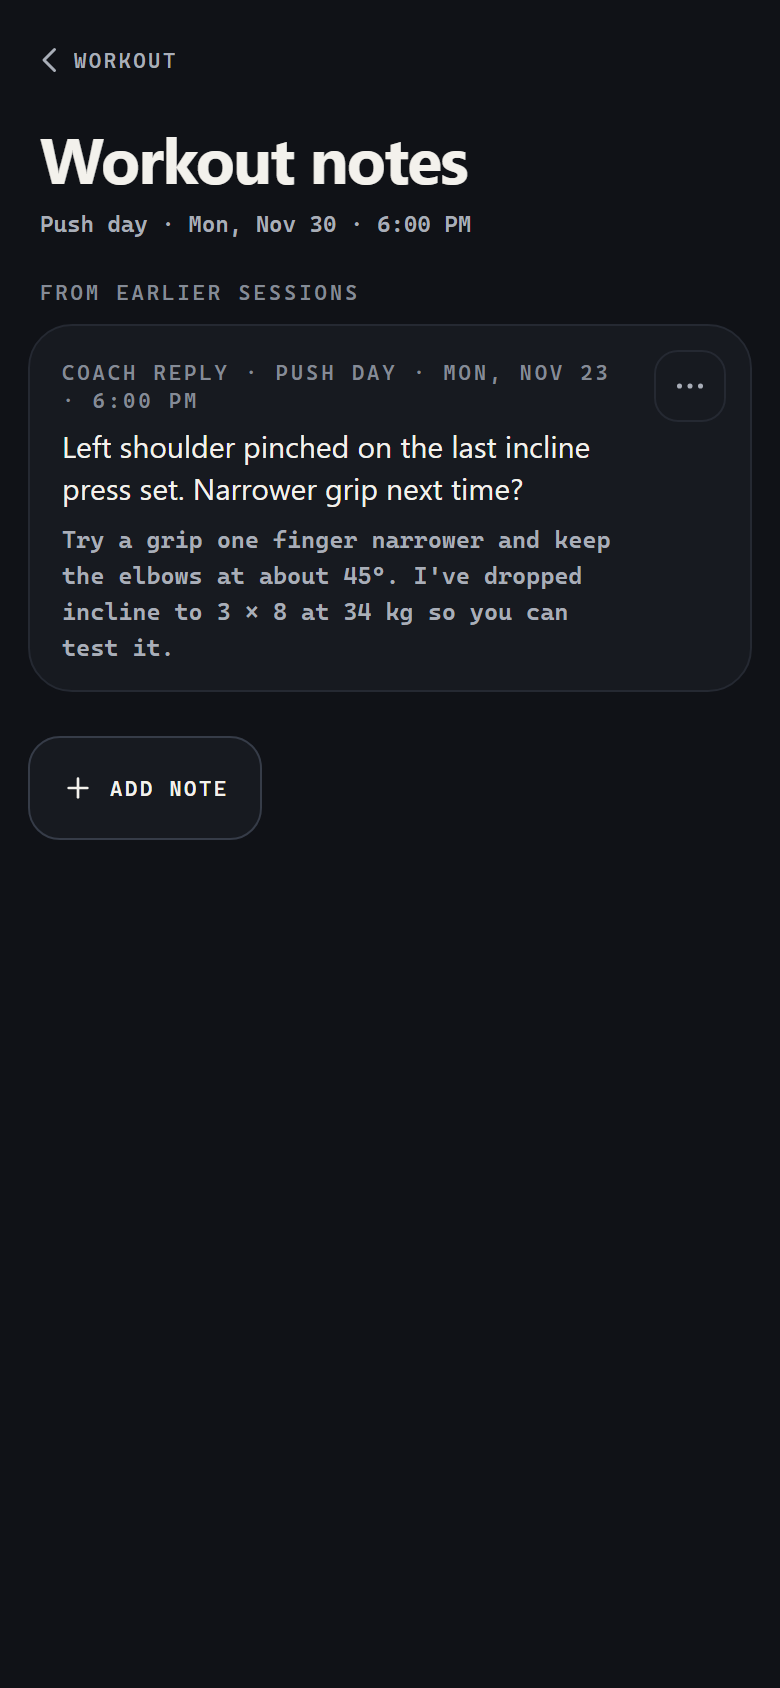 WORKOUT
Workout notes
Push day · Mon, Nov 30 · 6:00 PM
FROM EARLIER SESSIONS
COACH REPLY · PUSH DAY · MON, NOV 23
· 6:00 PM
Left shoulder pinched on the last incline
press set. Narrower grip next time?
Try a grip one finger narrower and keep
the elbows at about 45°. I've dropped
incline to 3 × 8 at 34 kg so you can
test it.
ADD NOTE